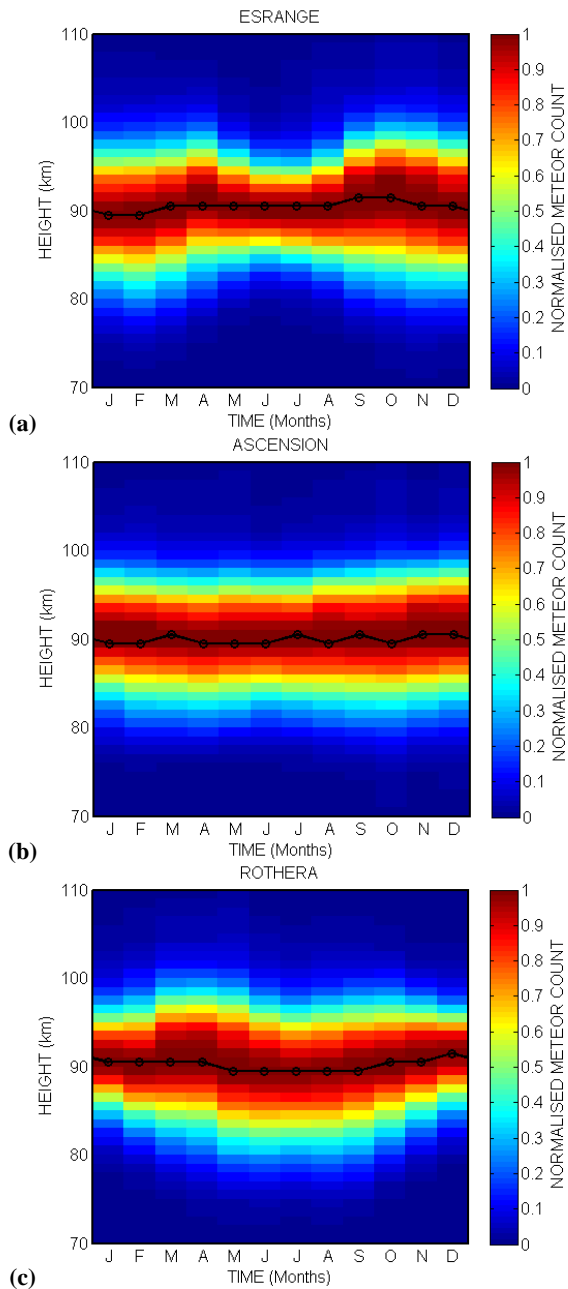 ESRANGE
110
100
90
80
70
HEIGHT (km)
J F M A M J J A S O N D
TIME (Months)
1
0.9
0.8
0.7
0.6
0.5
0.4
0.3
0.2
0.1
0
NORMALISED METEOR COUNT
(a)
ASCENSION
110
100
90
80
70
HEIGHT (km)
J F M A M J J A S O N D
TIME (Months)
1
0.9
0.8
0.7
0.6
0.5
0.4
0.3
0.2
0.1
0
NORMALISED METEOR COUNT
(b)
ROTHERA
110
100
90
80
70
HEIGHT (km)
J F M A M J J A S O N D
TIME (Months)
1
0.9
0.8
0.7
0.6
0.5
0.4
0.3
0.2
0.1
0
NORMALISED METEOR COUNT
(c)